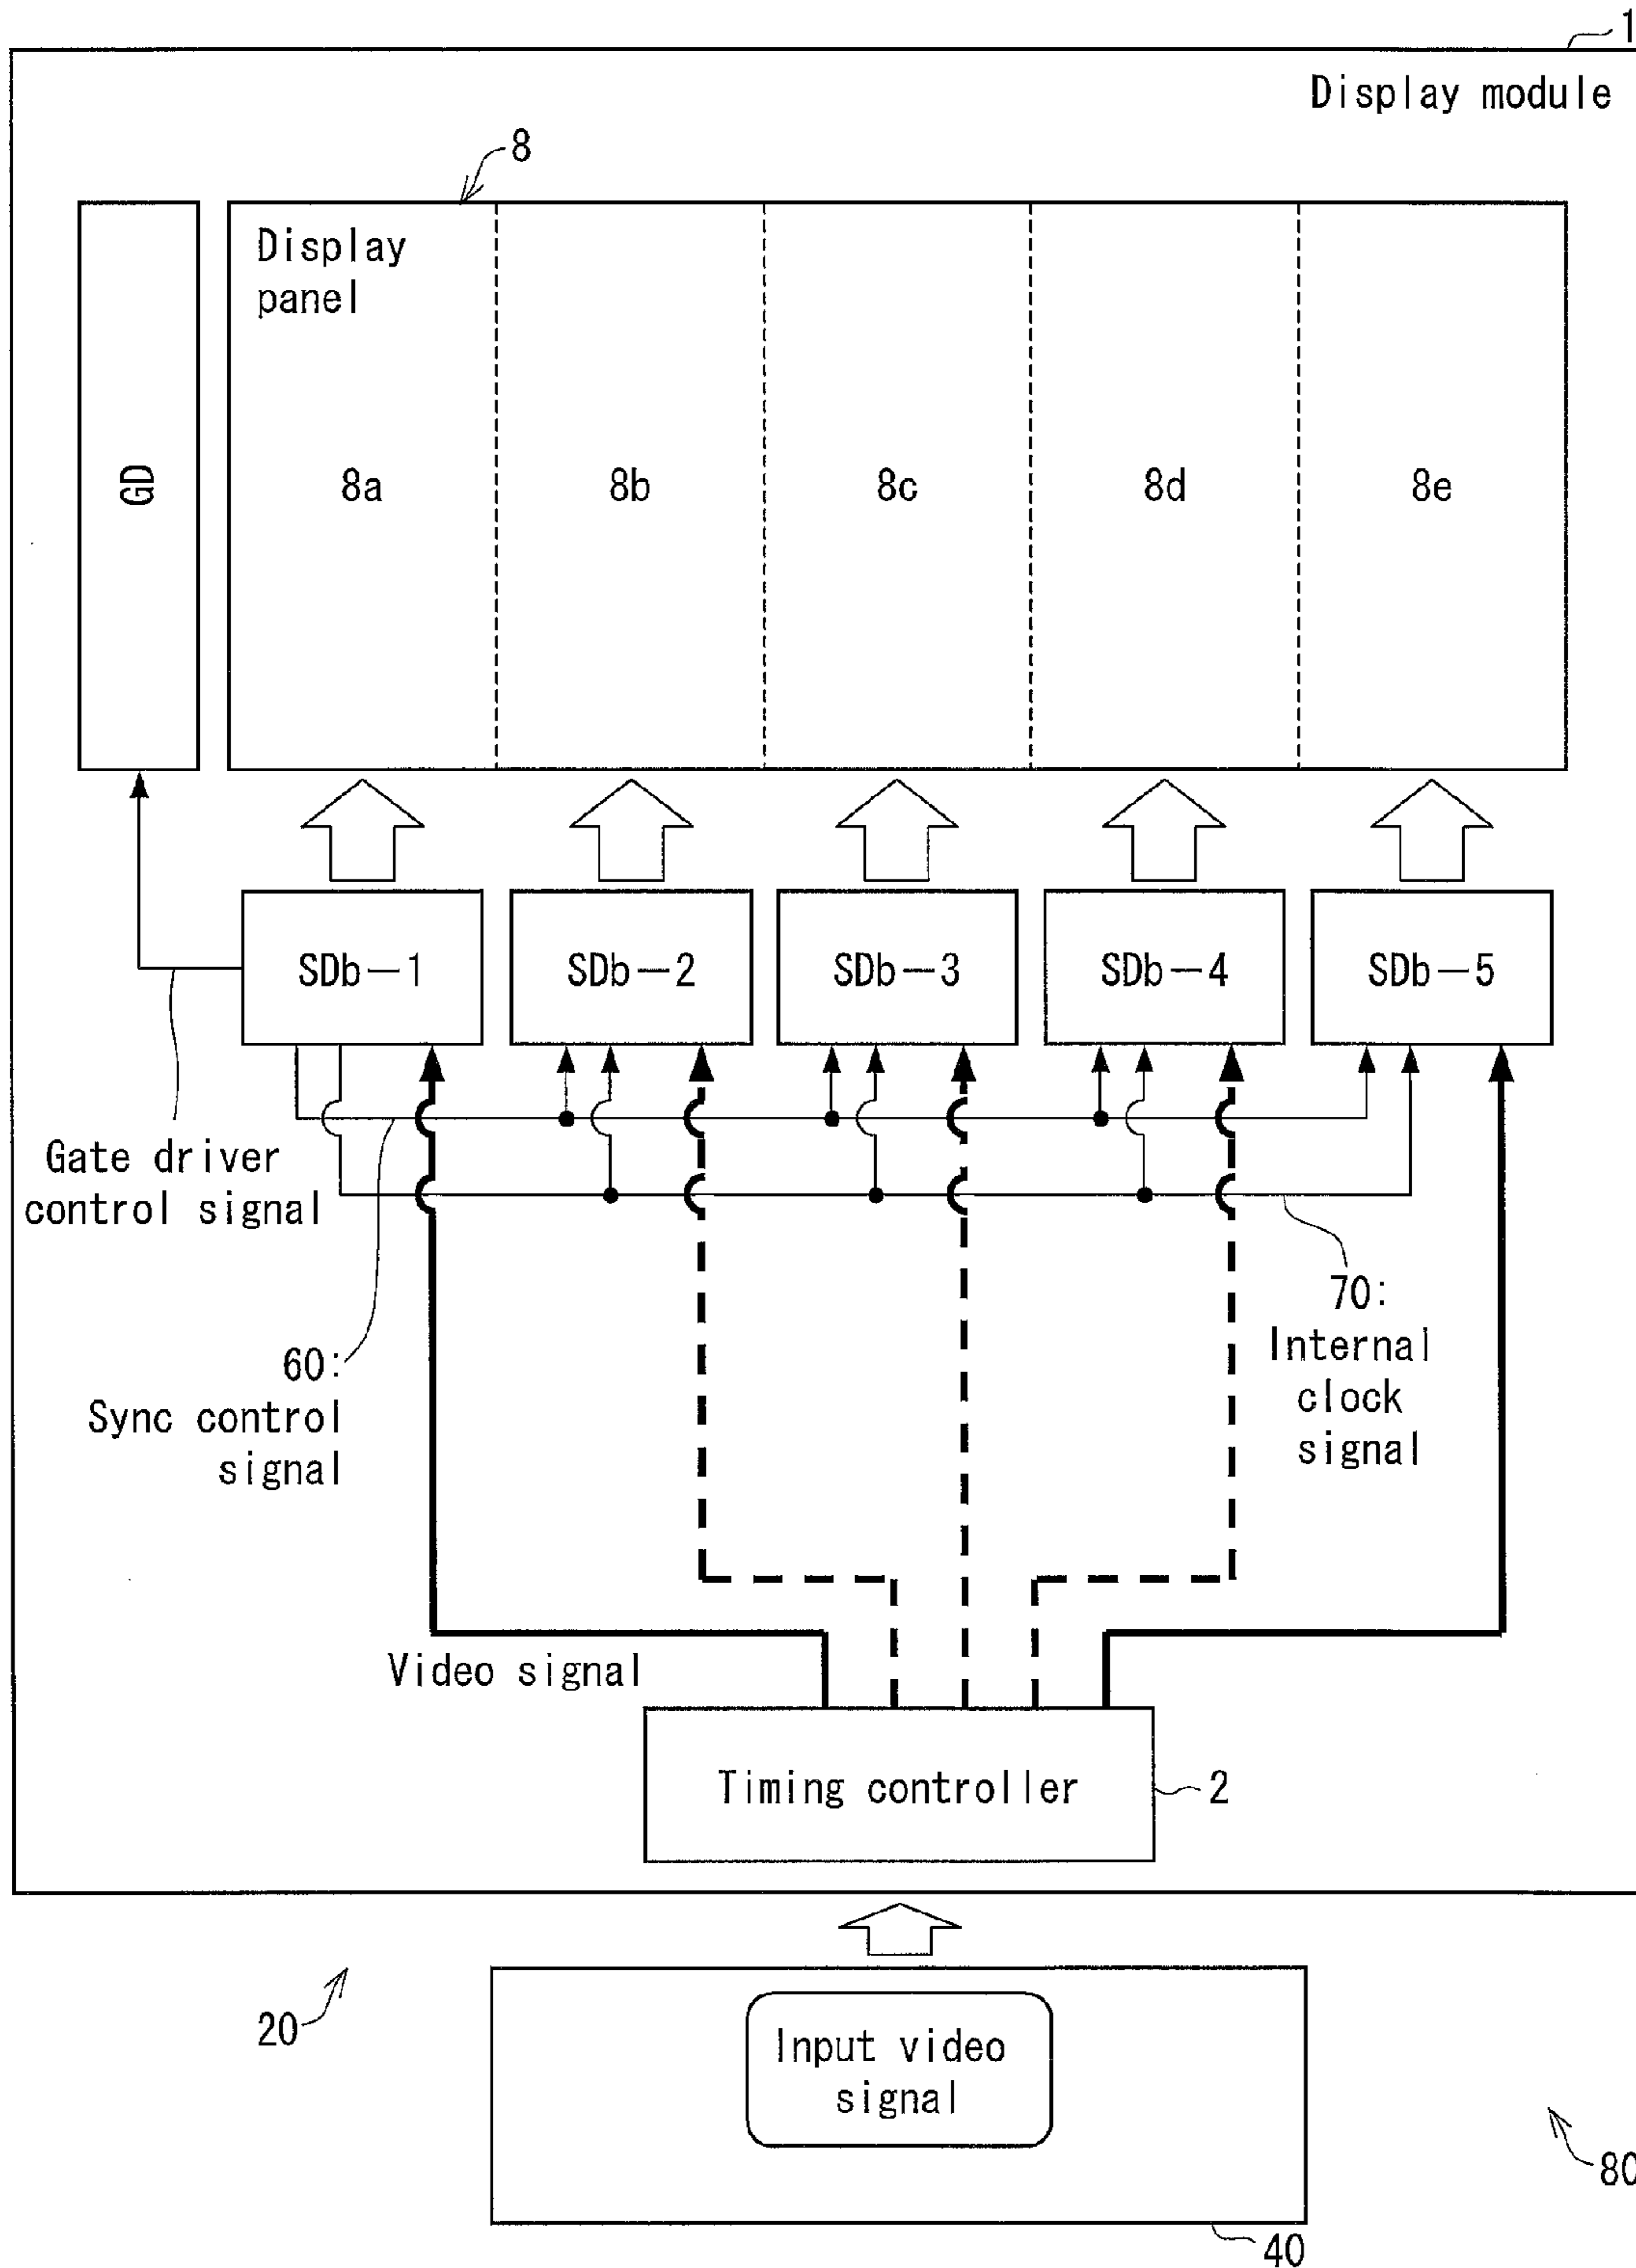 1
Display module
8
Display
panel
GD
8a
8b
8c
8d
8e
SDb-1
SDb-2
SDb-3
SDb-4
SDb-5
Gate driver
control signal
60:
Sync control
signal
70:
Internal
clock
signal
Video signal
Timing controller
2
20
Input video
signal
80
40